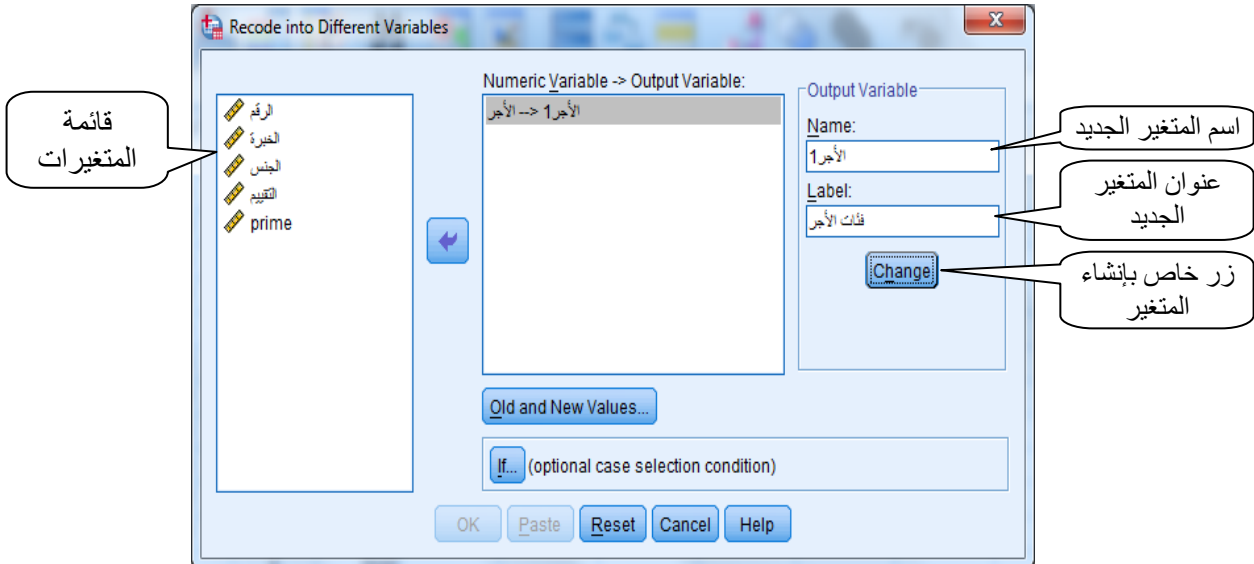 Recode into Different Variables
قائمة
المتغيرات
الرقم
الخبرة
الجنس
التقييم
prime
Numeric Variable -> Output Variable:
الأجر1 <-- الأجر
Output Variable
Name:
الأجر1
Label:
فئات الأجر
Change
اسم المتغير الجديد
عنوان المتغير
الجديد
زر خاص بإنشاء
المتغير
Old and New Values...
If... (optional case selection condition)
OK Paste Reset Cancel Help